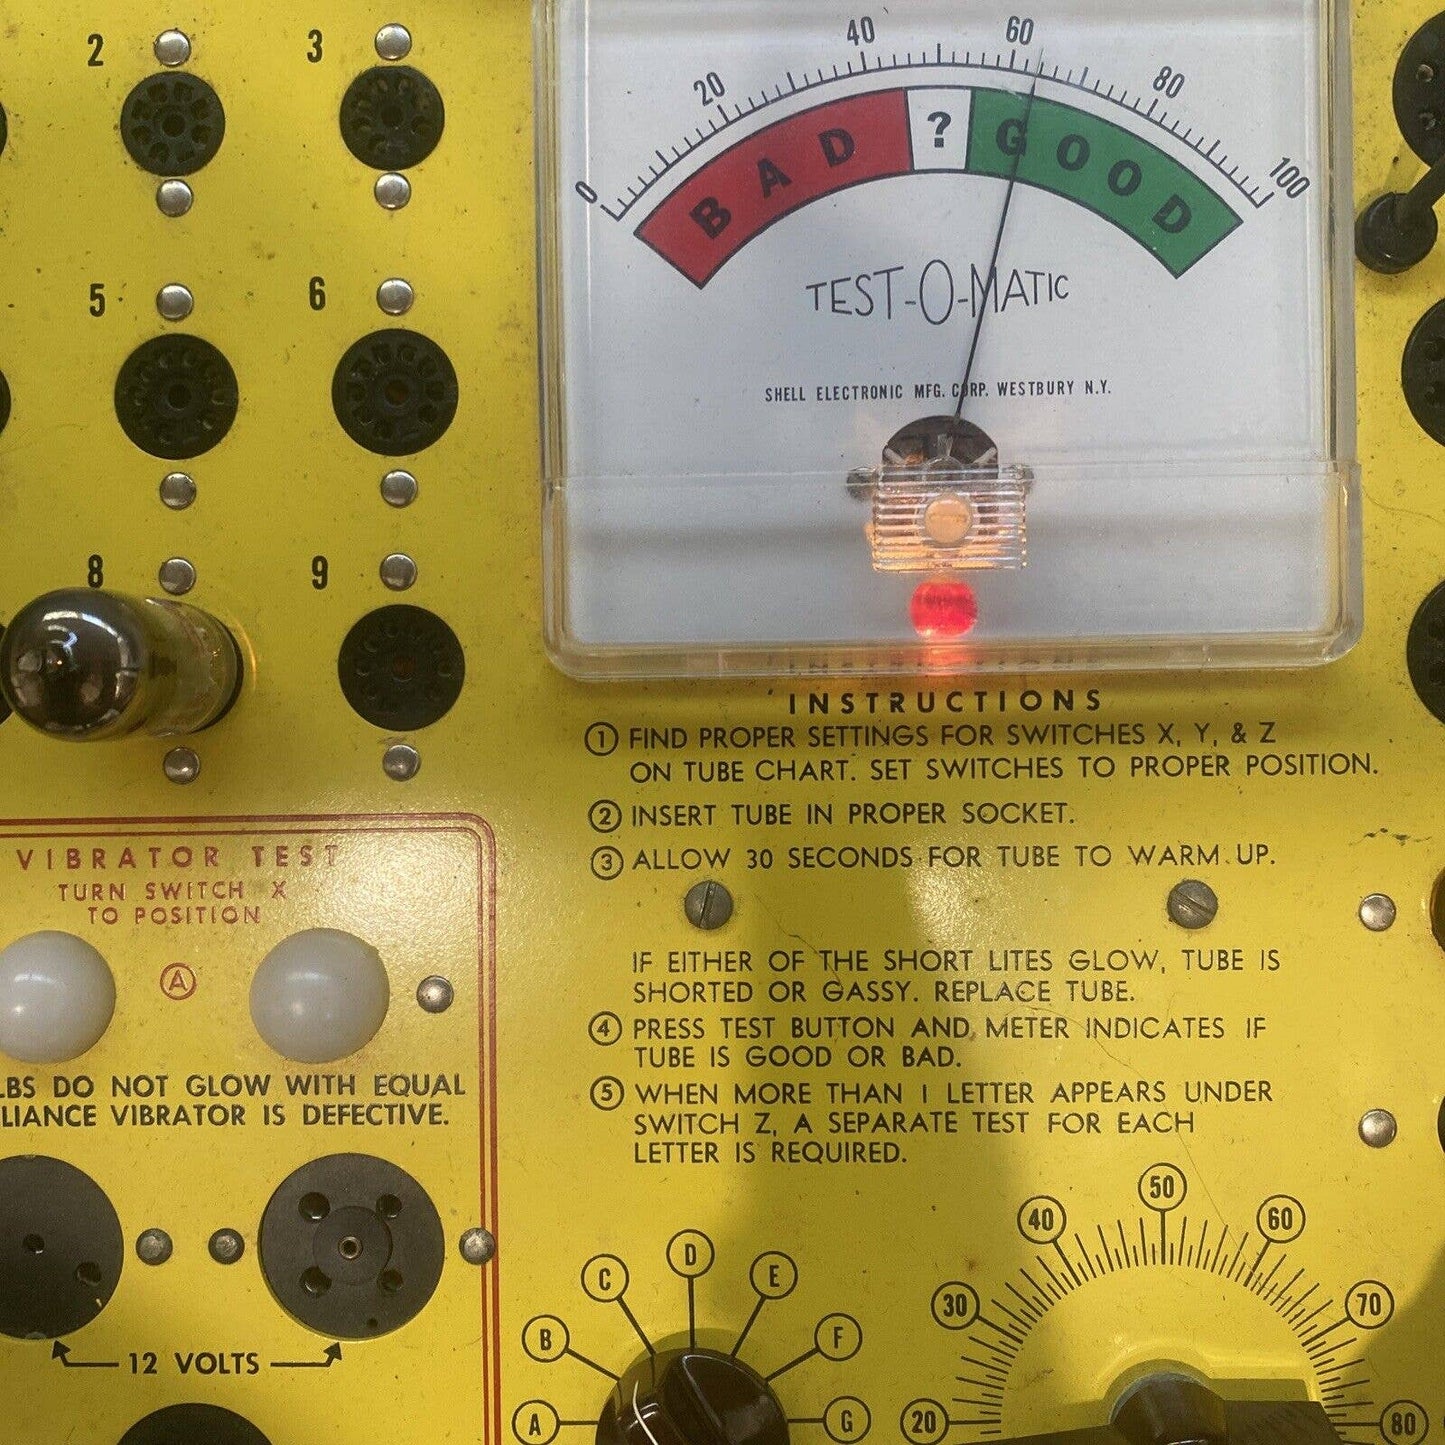 2
3
5
6
8
9
0
20
40
60
80
100
BAD ? GOOD
TEST-O-MATIC
SHELL ELECTRONIC MFG. CORP. WESTBURY N.Y.
INSTRUCTIONS
1 FIND PROPER SETTINGS FOR SWITCHES X, Y, & Z
ON TUBE CHART. SET SWITCHES TO PROPER POSITION.
2 INSERT TUBE IN PROPER SOCKET.
3 ALLOW 30 SECONDS FOR TUBE TO WARM UP.
IF EITHER OF THE SHORT LITES GLOW, TUBE IS
SHORTED OR GASSY. REPLACE TUBE.
4 PRESS TEST BUTTON AND METER INDICATES IF
TUBE IS GOOD OR BAD.
5 WHEN MORE THAN 1 LETTER APPEARS UNDER
SWITCH Z, A SEPARATE TEST FOR EACH
LETTER IS REQUIRED.
VIBRATOR TEST
TURN SWITCH X
TO POSITION
A
LBS DO NOT GLOW WITH EQUAL
LIANCE VIBRATOR IS DEFECTIVE.
12 VOLTS
A
B
C
D
E
F
G
20
30
40
50
60
70
80